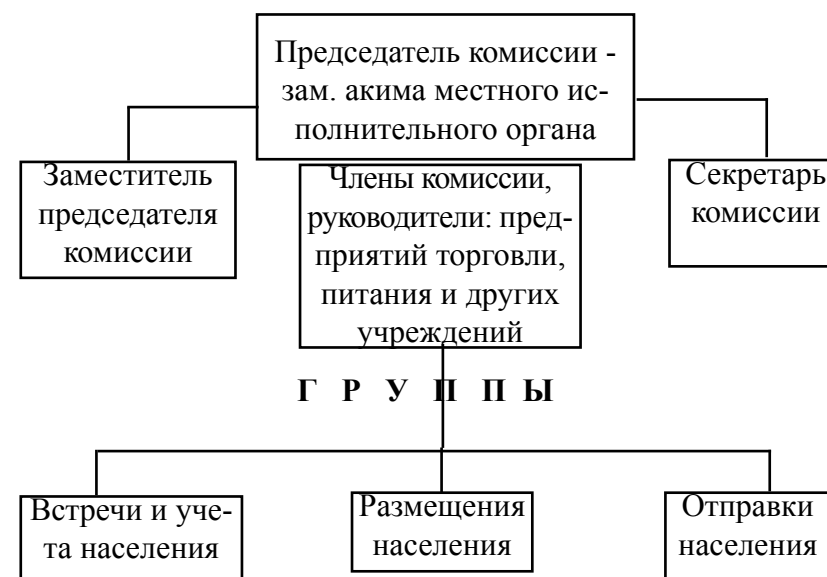 Председатель комиссии -
зам. акима местного ис-
полнительного органа
Заместитель
председателя
комиссии
Члены комиссии,
руководители: пред-
приятий торговли,
питания и других
учреждений
Секретарь
комиссии
Г Р У П П Ы
Встречи и уче-
та населения
Размещения
населения
Отправки
населения